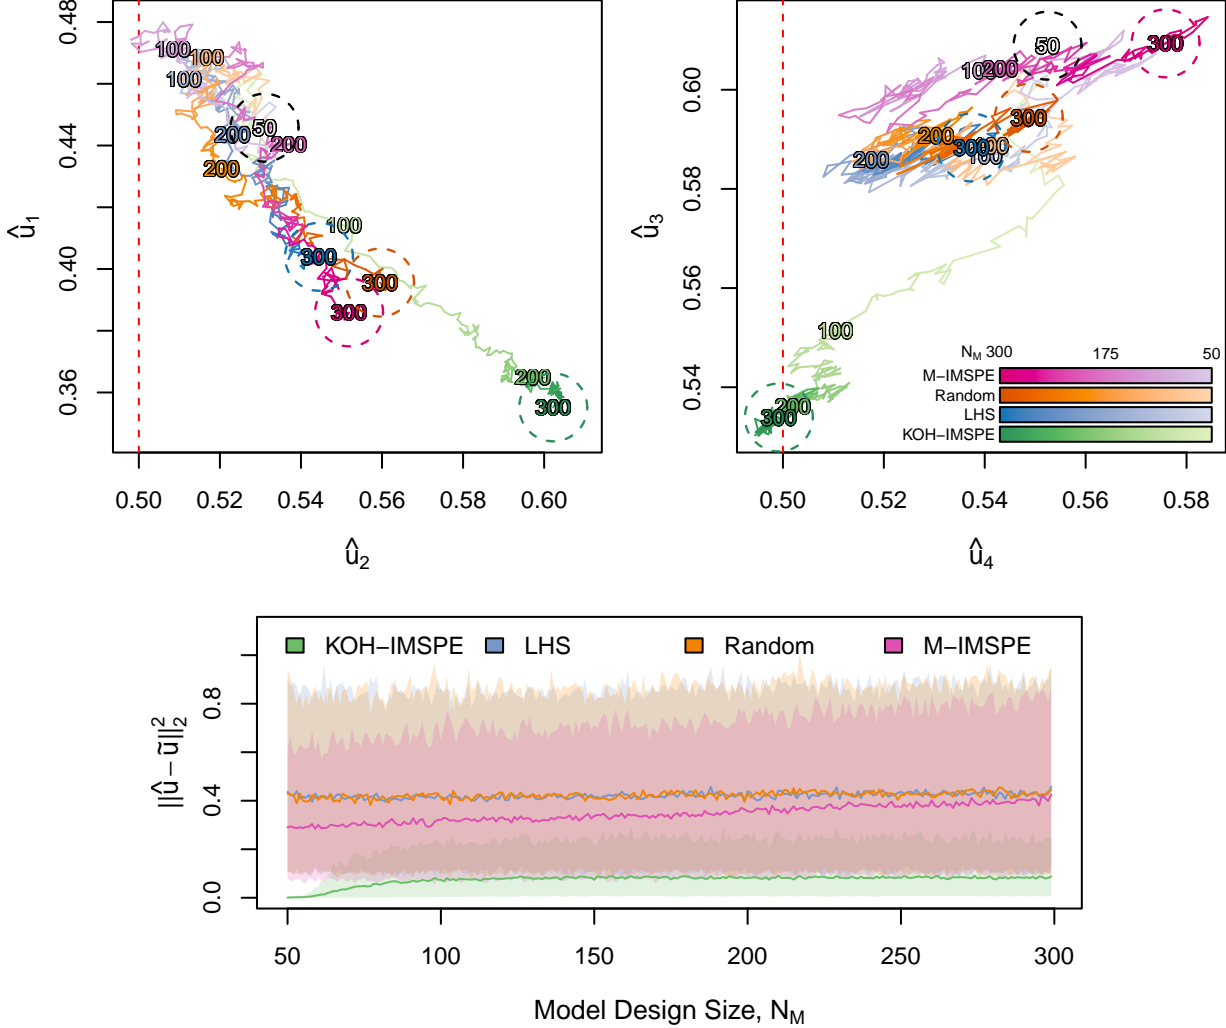 0.48
0.44
0.40
0.36
û1
0.50 0.52 0.54 0.56 0.58 0.60
û2
100
100
100
50
200
200
200
100
300
300
300
200
300
0.60
0.58
0.56
0.54
û3
0.50 0.52 0.54 0.56 0.58
û4
50
300
100
200
300
200
300
200
100
100
200
300
NM 300 175 50
M−IMSPE
Random
LHS
KOH−IMSPE
KOH−IMSPE LHS Random M−IMSPE
0.8
0.4
0.0
||û − ũ||22
50 100 150 200 250 300
Model Design Size, NM